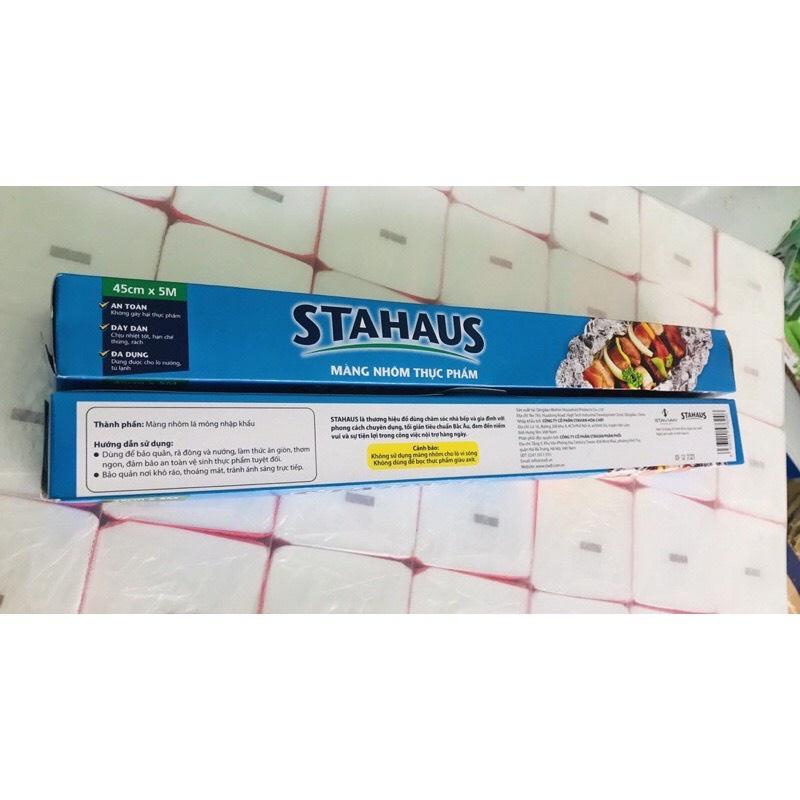 45cm x 5M
AN TOÀN
Không gây hại thực phẩm
DÀY DẶN
Chịu nhiệt tốt, hạn chế
thủng, rách
ĐA DỤNG
Dùng được cho lò nướng,
tủ lạnh
STAHAUS
MÀNG NHÔM THỰC PHẨM
Thành phần: Màng nhôm lá mỏng nhập khẩu
Hướng dẫn sử dụng:
• Dùng để bảo quản, rã đông và nướng, làm thức ăn giòn, thơm
ngon, đảm bảo an toàn vệ sinh thực phẩm tuyệt đối.
• Bảo quản nơi khô ráo, thoáng mát, tránh ánh sáng trực tiếp.
STAHAUS là thương hiệu đồ dùng chăm sóc nhà bếp và gia đình với
phong cách chuyên dụng, tối giản tiêu chuẩn Bắc Âu, đem đến niềm
vui và sự tiện lợi trong công việc nội trợ hàng ngày.
Cảnh báo:
Không sử dụng màng nhôm cho lò vi sóng
Không dùng để bọc thực phẩm giàu axit.
STAHAUS